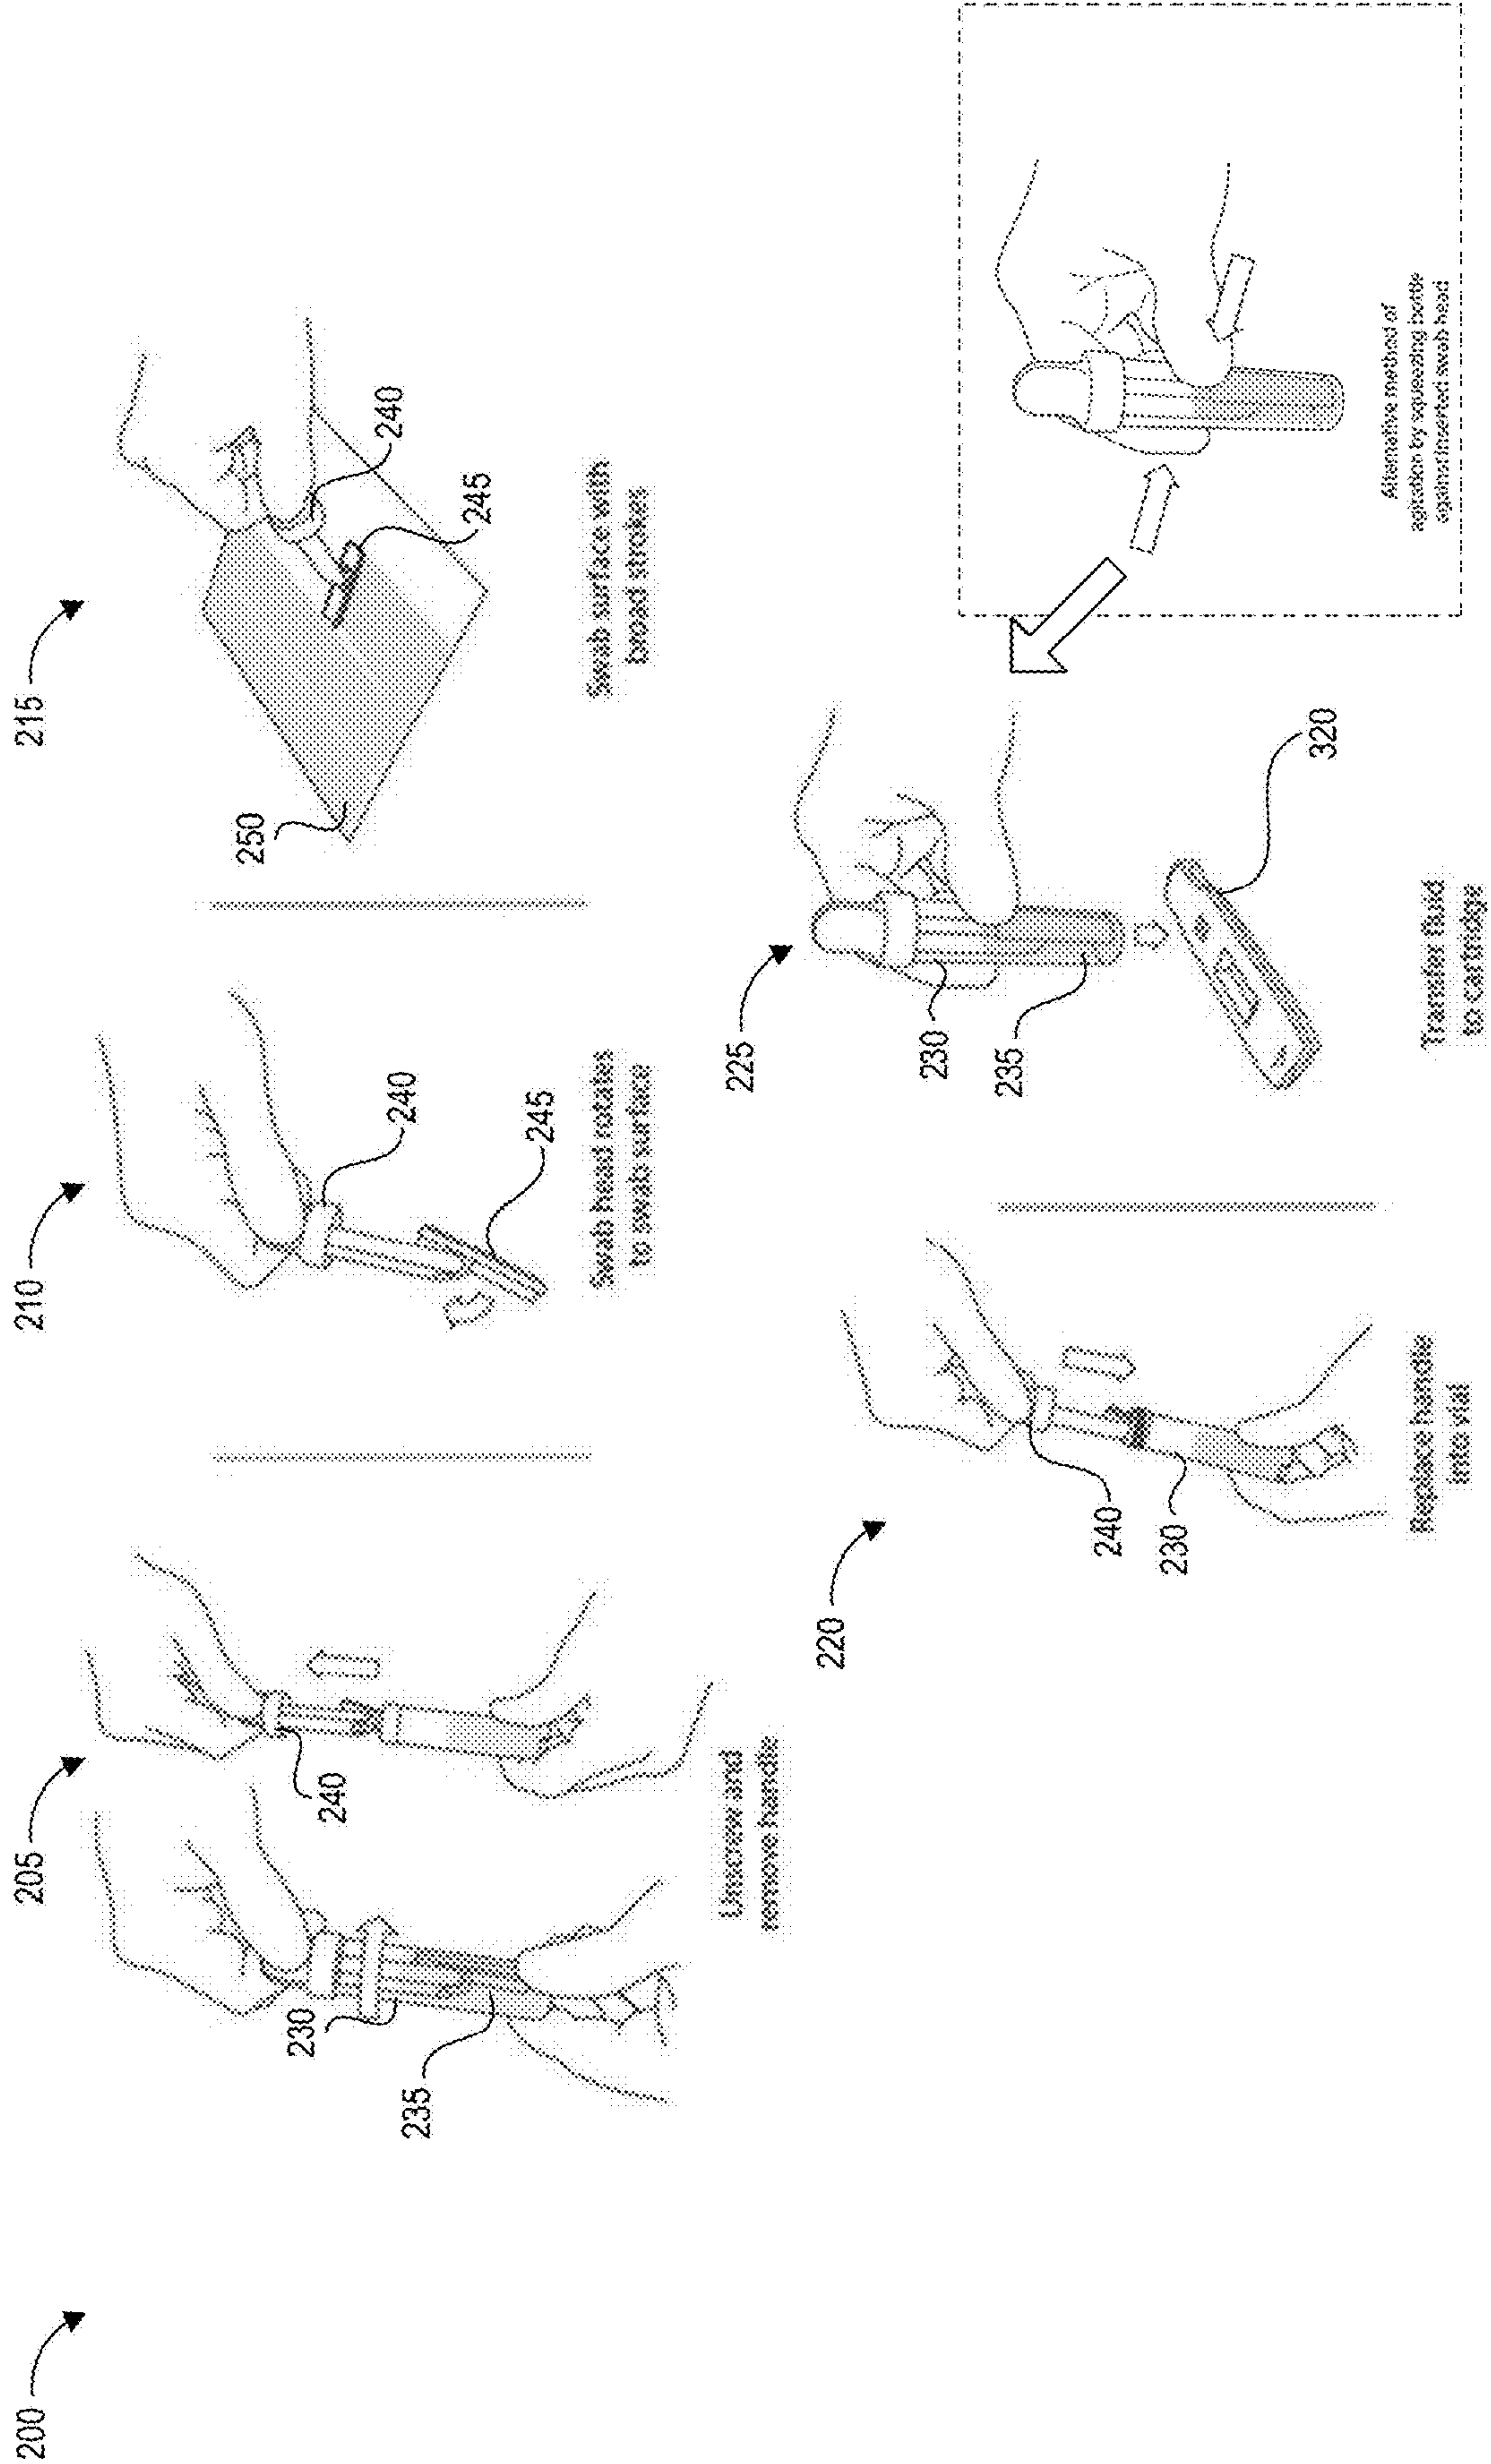 200
205
210
215
230
235
240
240
245
250
240
245
Unscrew and
remove handle
Swab head rotates
to swab surface
Swab surface with
broad strokes
220
225
240
230
230
235
320
Replace handle
into vial
Transfer fluid
to cartridge
Alternative method of
agitation by squeezing bottle
against inserted swab head